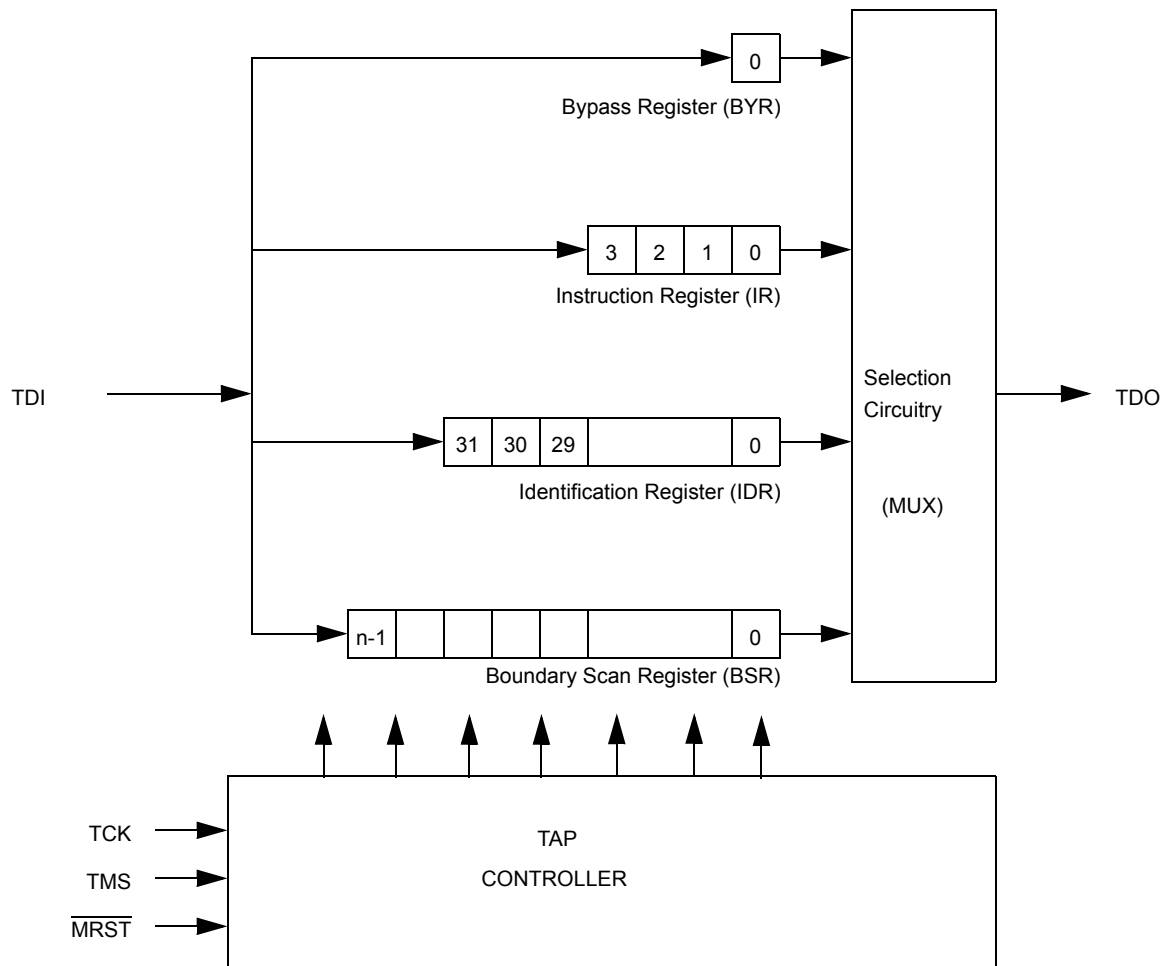 0
Bypass Register (BYR)
3 2 1 0
Instruction Register (IR)
TDI
Selection
Circuitry
(MUX)
TDO
31 30 29 0
Identification Register (IDR)
n-1 0
Boundary Scan Register (BSR)
TCK
TMS
MRST
TAP
CONTROLLER